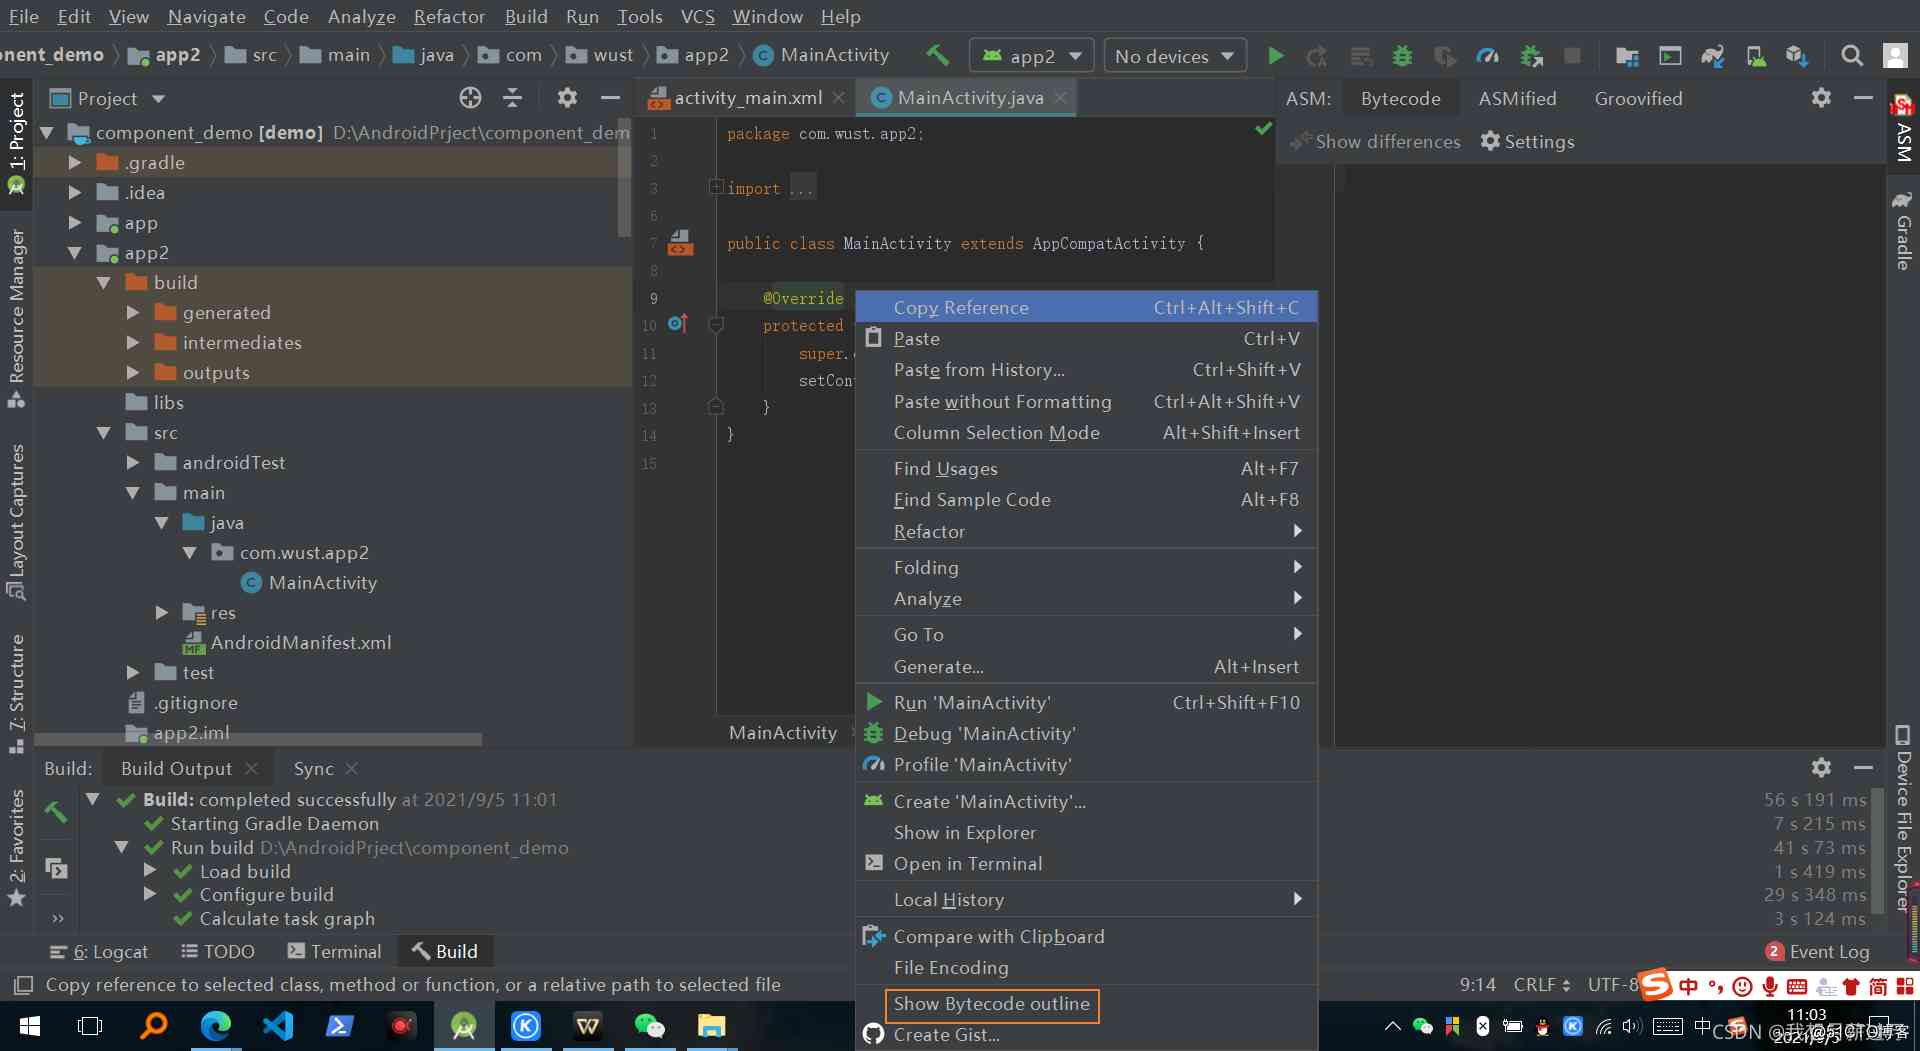 File Edit View Navigate Code Analyze Refactor Build Run Tools VCS Window Help
onent_demo app2 src main java com wust app2 MainActivity app2 No devices
Project
activity_main.xml MainActivity.java
ASM: Bytecode ASMified Groovified
Show differences Settings
1: Project
Resource Manager
Layout Captures
7: Structure
2: Favorites
component_demo [demo] D:\AndroidPrject\component_dem
.gradle
.idea
app
app2
build
generated
intermediates
outputs
libs
src
androidTest
main
java
com.wust.app2
MainActivity
res
AndroidManifest.xml
test
.gitignore
app2.iml
1 package com.wust.app2;
2
3 import ...
6
7 public class MainActivity extends AppCompatActivity {
8
9 @Override
10 protected
11 super.
12 setCon
13 }
14 }
15
MainActivity
Copy Reference Ctrl+Alt+Shift+C
Paste Ctrl+V
Paste from History... Ctrl+Shift+V
Paste without Formatting Ctrl+Alt+Shift+V
Column Selection Mode Alt+Shift+Insert
Find Usages Alt+F7
Find Sample Code Alt+F8
Refactor
Folding
Analyze
Go To
Generate... Alt+Insert
Run 'MainActivity' Ctrl+Shift+F10
Debug 'MainActivity'
Profile 'MainActivity'
Create 'MainActivity'...
Show in Explorer
Open in Terminal
Local History
Compare with Clipboard
File Encoding
Show Bytecode outline
Create Gist...
ASM
Gradle
Device File Explorer
Build: Build Output Sync
Build: completed successfully at 2021/9/5 11:01 56 s 191 ms
Starting Gradle Daemon 7 s 215 ms
Run build D:\AndroidPrject\component_demo 41 s 73 ms
Load build 1 s 419 ms
Configure build 29 s 348 ms
Calculate task graph 3 s 124 ms
6: Logcat TODO Terminal Build 2 Event Log
Copy reference to selected class, method or function, or a relative path to selected file 9:14 CRLF UTF-8
中 简
中 11:03
2021/9/5